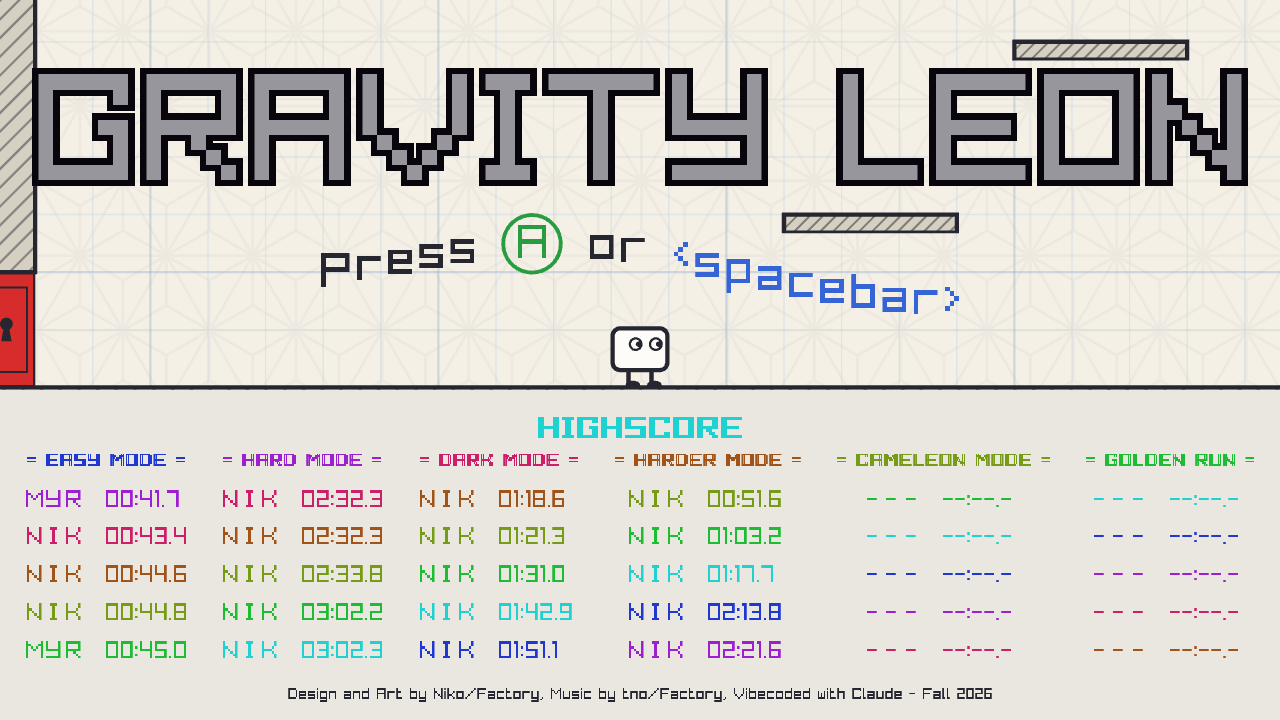 GRAVITY LEON
press A or <spacebar>
HIGHSCORE
= EASY MODE = = HARD MODE = = DARK MODE = = HARDER MODE = = CAMELEON MODE = = GOLDEN RUN =
MYR 00:41.7 NIK 02:32.3 NIK 01:18.6 NIK 00:51.6 --- --:--.- --- --:--.-
NIK 00:43.4 NIK 02:32.3 NIK 01:21.3 NIK 01:03.2 --- --:--.- --- --:--.-
NIK 00:44.6 NIK 02:33.8 NIK 01:31.0 NIK 01:17.7 --- --:--.- --- --:--.-
NIK 00:44.8 NIK 03:02.2 NIK 01:42.9 NIK 02:13.8 --- --:--.- --- --:--.-
MYR 00:45.0 NIK 03:02.3 NIK 01:51.1 NIK 02:21.6 --- --:--.- --- --:--.-
Design and Art by Niko/Factory, Music by tno/Factory, Vibecoded with Claude - Fall 2026